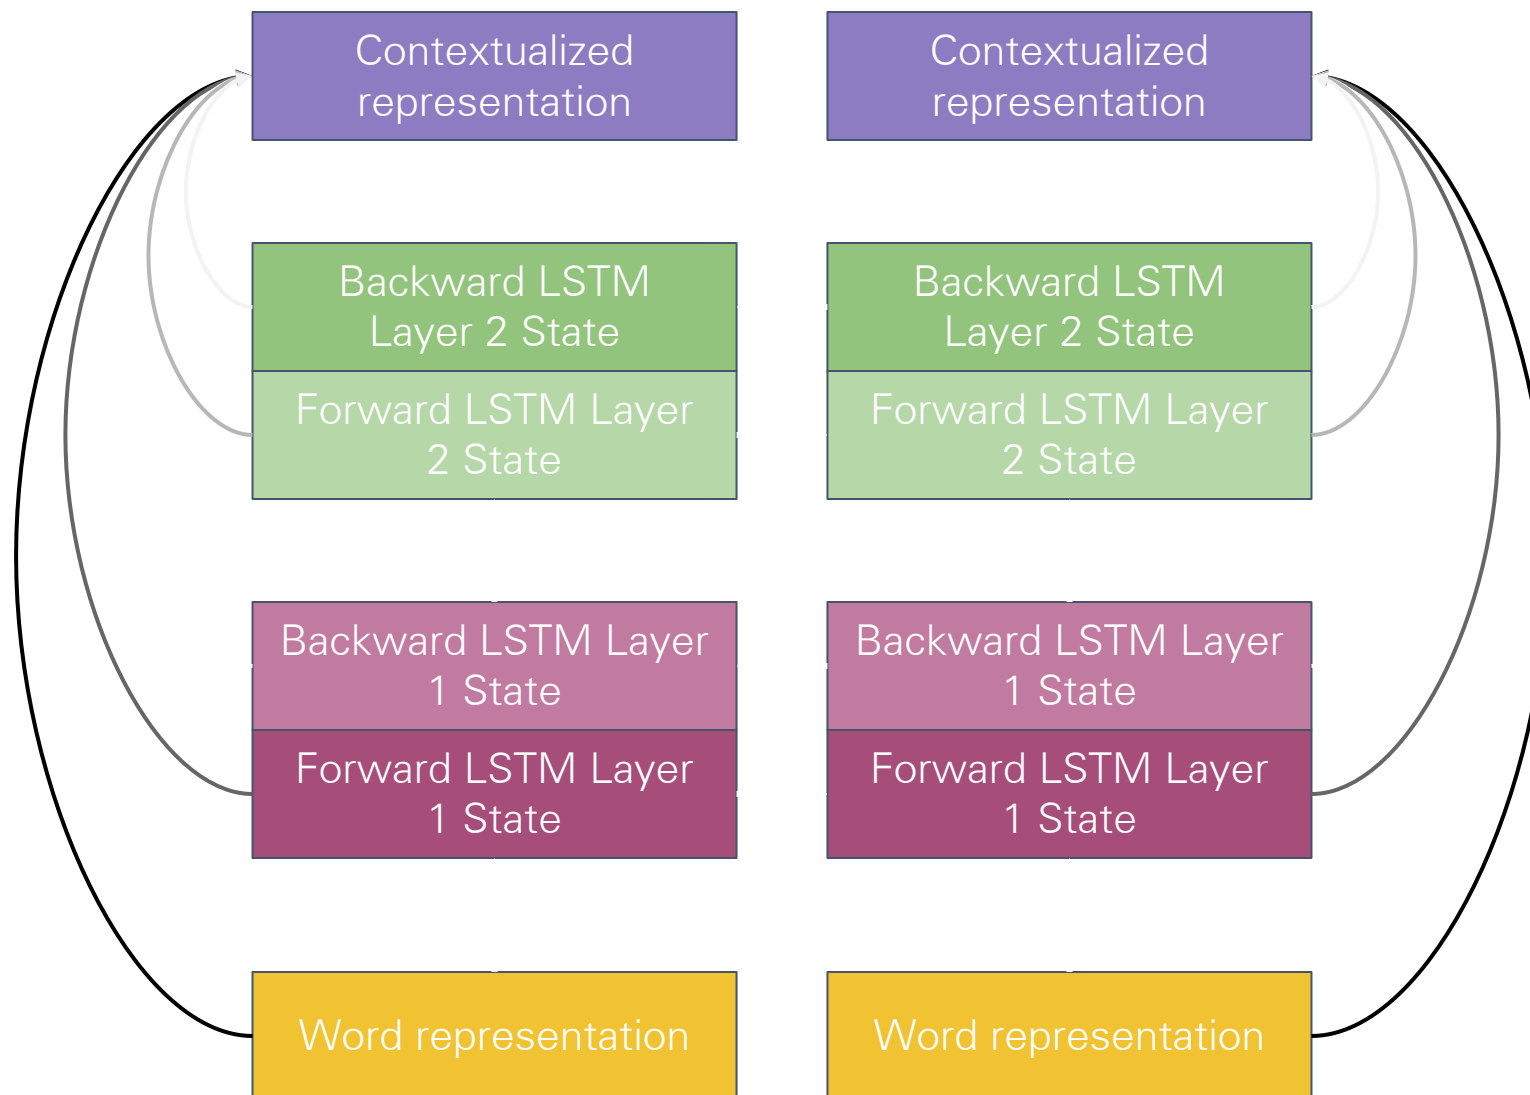 Contextualized
representation
Contextualized
representation
Backward LSTM
Layer 2 State
Backward LSTM
Layer 2 State
Forward LSTM Layer
2 State
Forward LSTM Layer
2 State
Backward LSTM Layer
1 State
Backward LSTM Layer
1 State
Forward LSTM Layer
1 State
Forward LSTM Layer
1 State
Word representation
Word representation